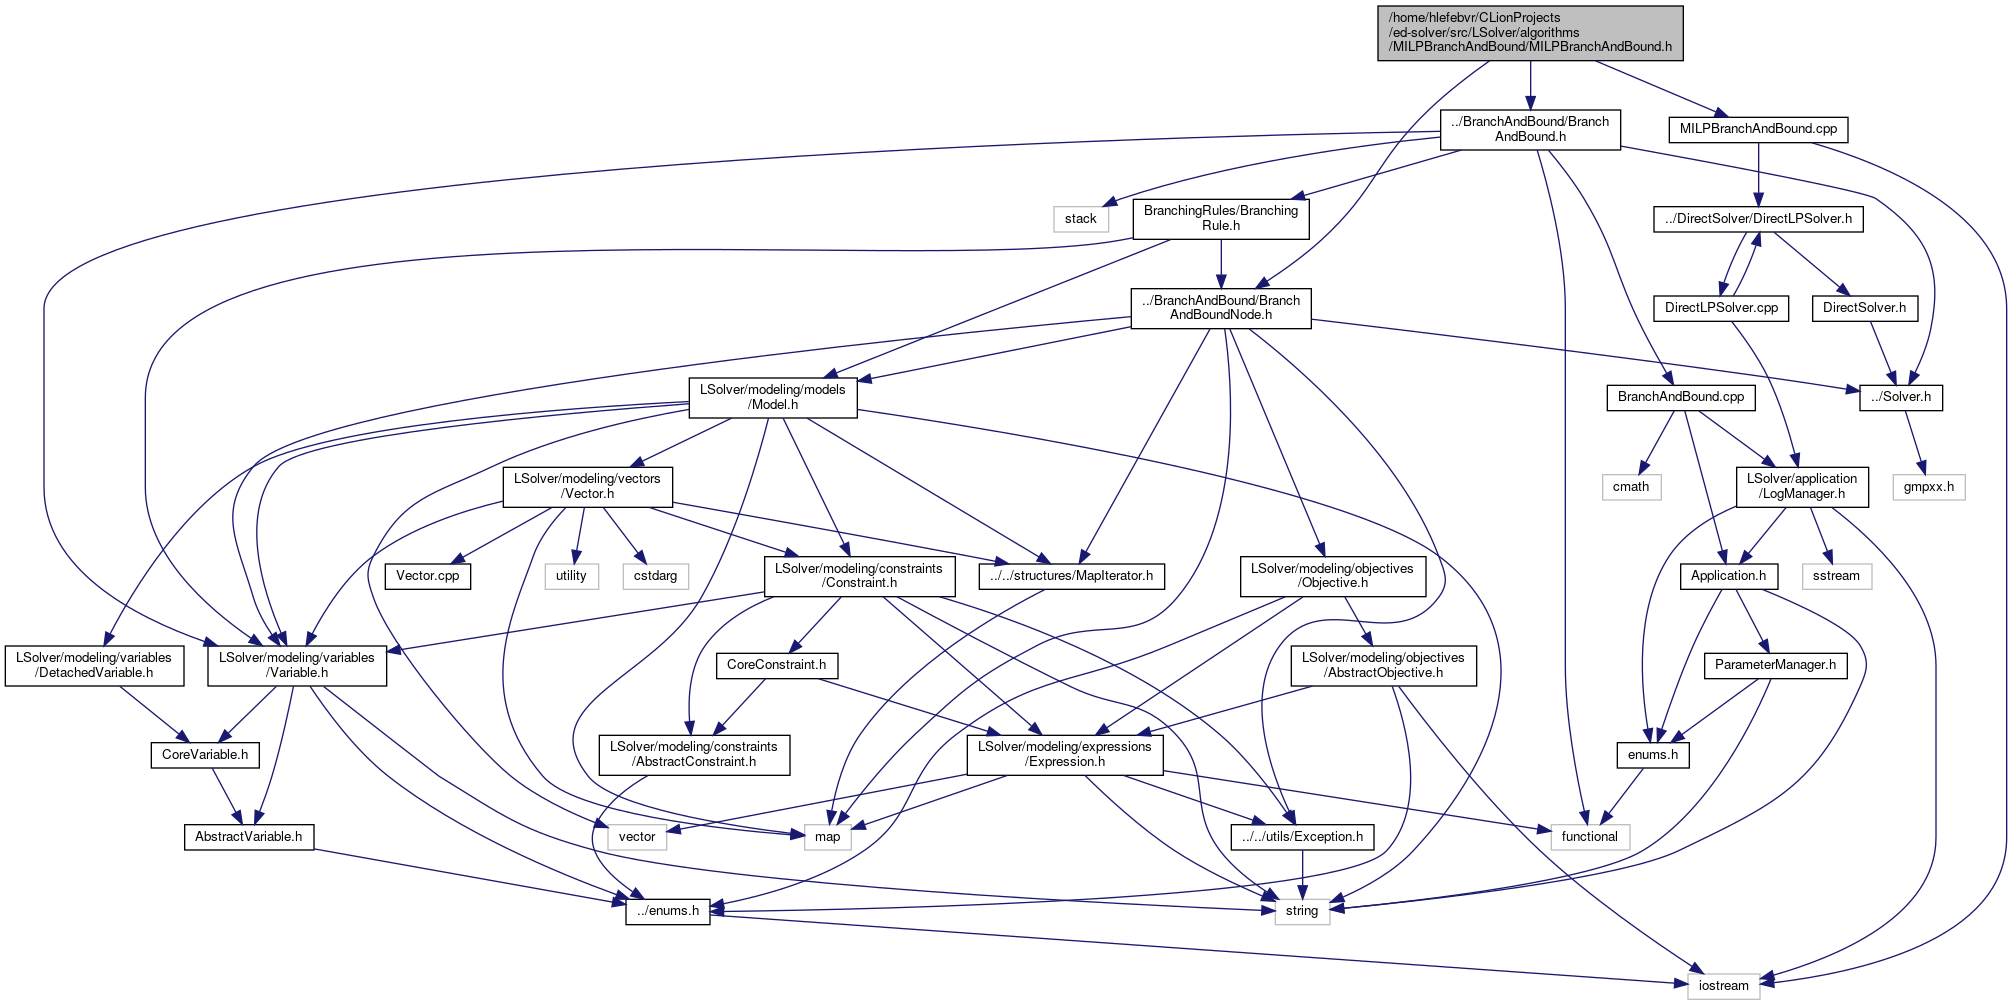 /home/hlefebvr/CLionProjects
/ed-solver/src/LSolver/algorithms
/MILPBranchAndBound/MILPBranchAndBound.h
../BranchAndBound/Branch
AndBound.h
MILPBranchAndBound.cpp
stack
BranchingRules/Branching
Rule.h
../DirectSolver/DirectLPSolver.h
../BranchAndBound/Branch
AndBoundNode.h
DirectLPSolver.cpp
DirectSolver.h
LSolver/modeling/models
/Model.h
BranchAndBound.cpp
../Solver.h
LSolver/modeling/vectors
/Vector.h
cmath
LSolver/application
/LogManager.h
gmpxx.h
Vector.cpp
utility
cstdarg
LSolver/modeling/constraints
/Constraint.h
../../structures/MapIterator.h
LSolver/modeling/objectives
/Objective.h
Application.h
sstream
LSolver/modeling/variables
/DetachedVariable.h
LSolver/modeling/variables
/Variable.h
CoreConstraint.h
LSolver/modeling/objectives
/AbstractObjective.h
ParameterManager.h
CoreVariable.h
LSolver/modeling/constraints
/AbstractConstraint.h
LSolver/modeling/expressions
/Expression.h
enums.h
AbstractVariable.h
vector
map
../../utils/Exception.h
functional
../enums.h
string
iostream